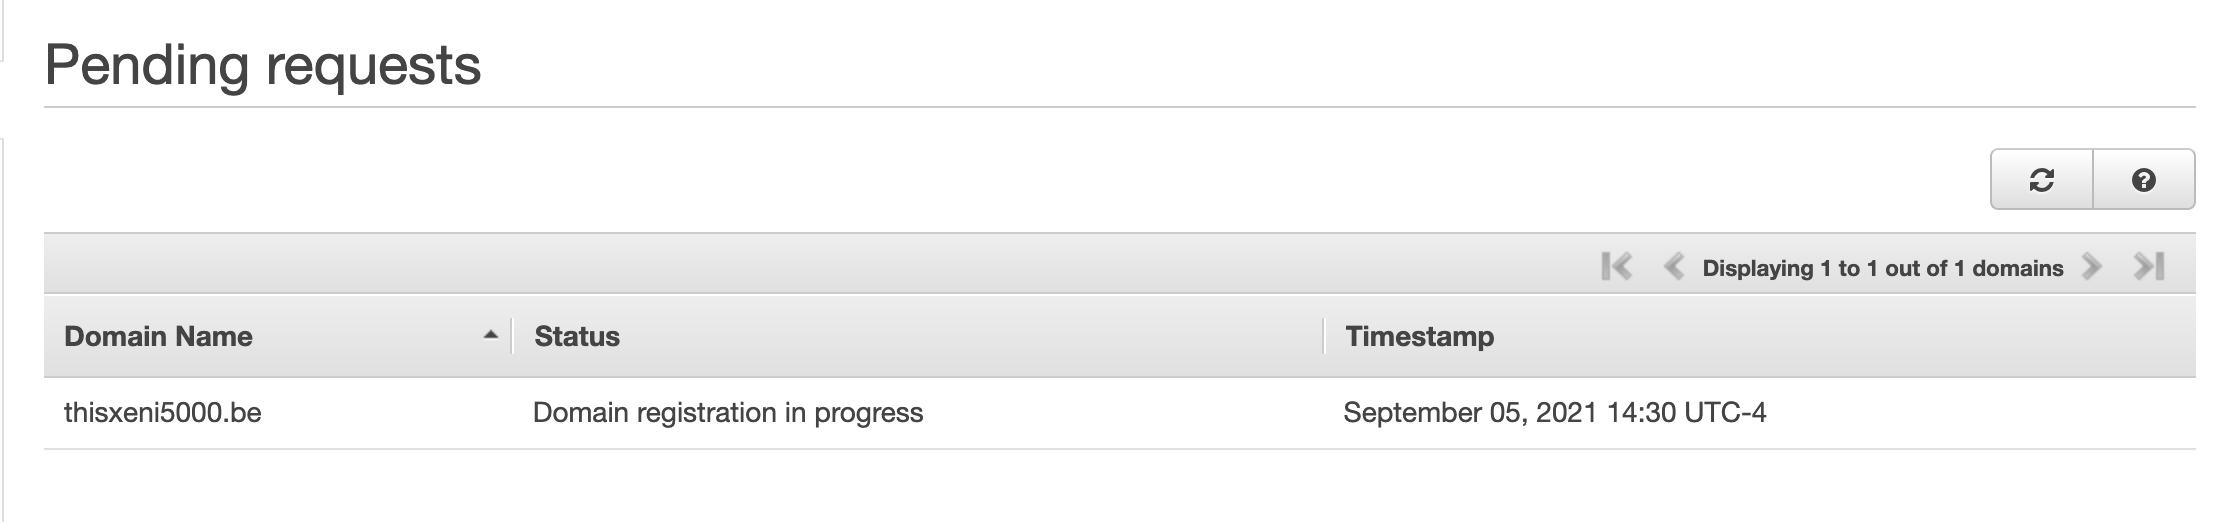 Pending requests
Displaying 1 to 1 out of 1 domains
Domain Name Status Timestamp
thisxeni5000.be Domain registration in progress September 05, 2021 14:30 UTC-4